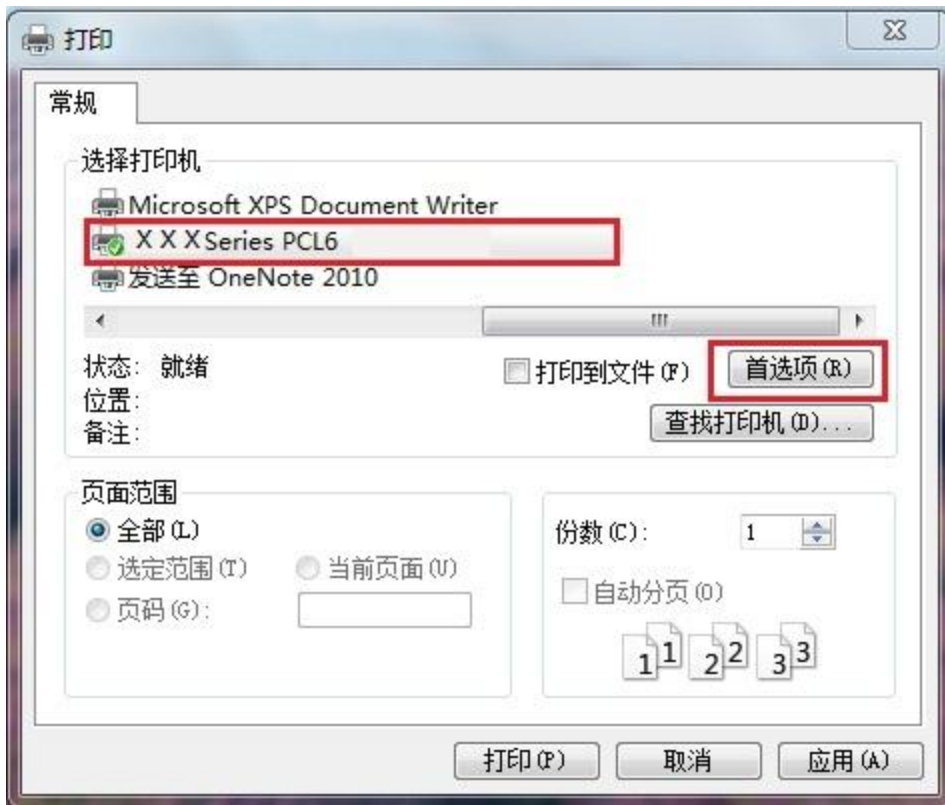 打印
常规
选择打印机
Microsoft XPS Document Writer
X X X Series PCL6
发送至 OneNote 2010
状态: 就绪
打印到文件(F)
首选项(R)
位置:
备注:
查找打印机(D)...
页面范围
全部(L)
选定范围(T) 当前页面(U)
页码(G):
份数(C): 1
自动分页(O)
1 1 2 2 3 3
打印(P) 取消 应用(A)